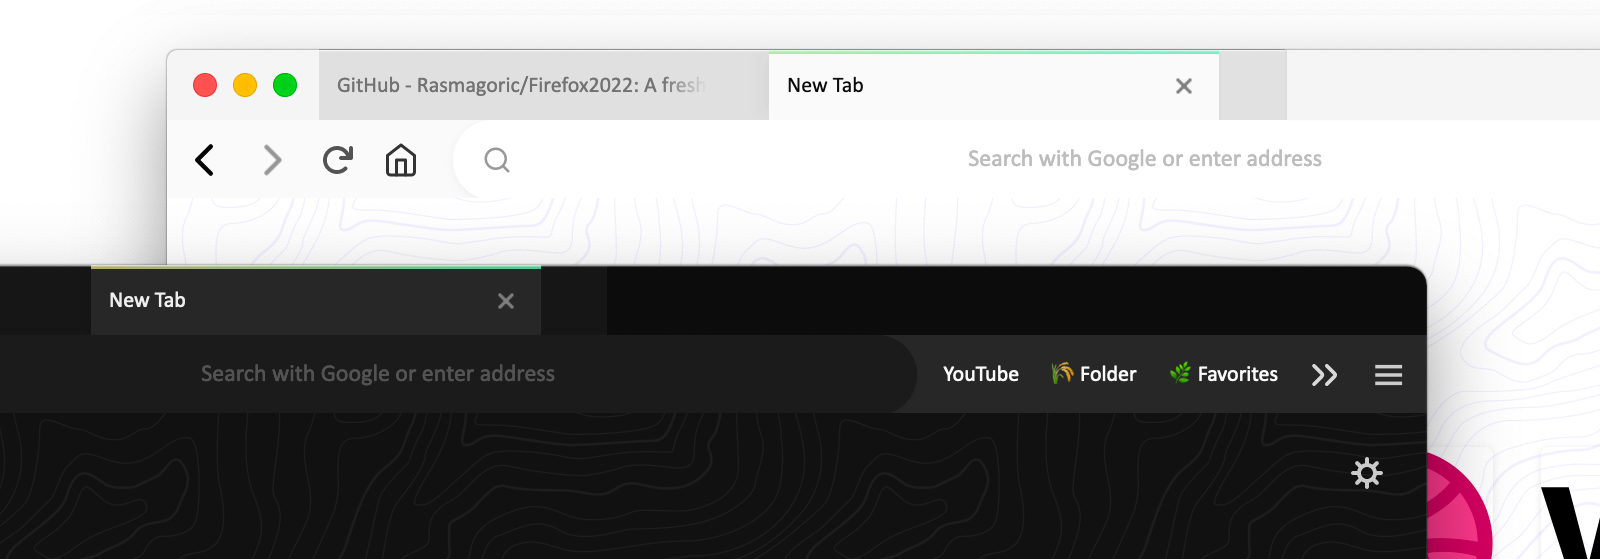 GitHub - Rasmagoric/Firefox2022: A fresh
New Tab
Search with Google or enter address
New Tab
Search with Google or enter address
YouTube
Folder
Favorites